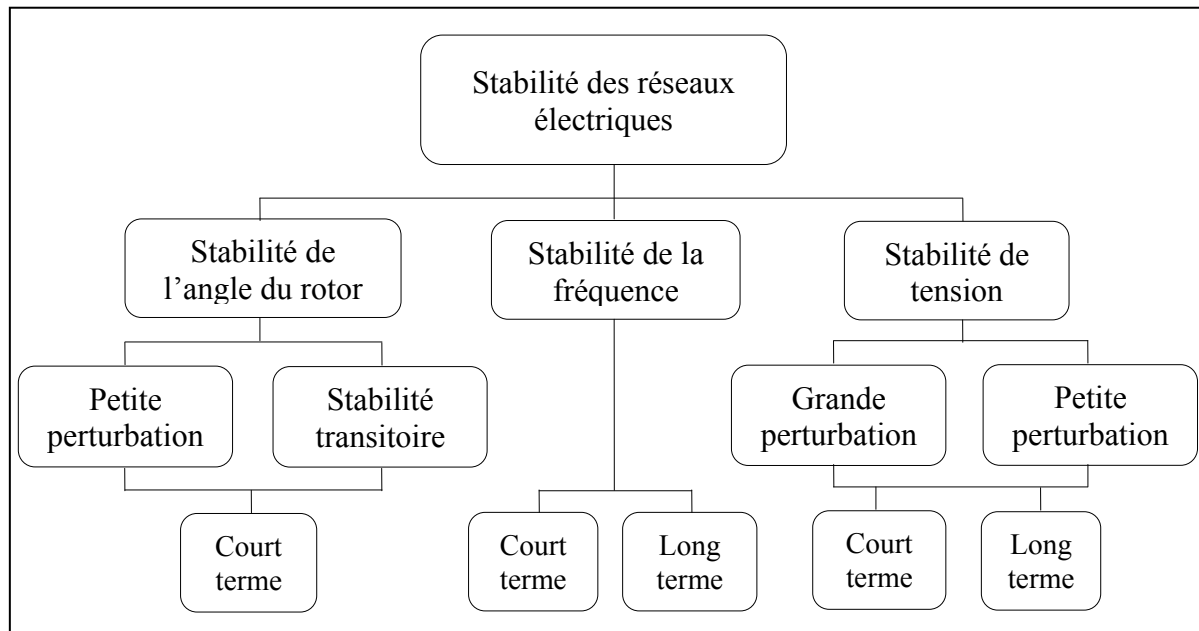 Stabilité des réseaux
électriques
Stabilité de
l’angle du rotor
Stabilité de la
fréquence
Stabilité de
tension
Petite
perturbation
Stabilité
transitoire
Grande
perturbation
Petite
perturbation
Court
terme
Court
terme
Long
terme
Court
terme
Long
terme